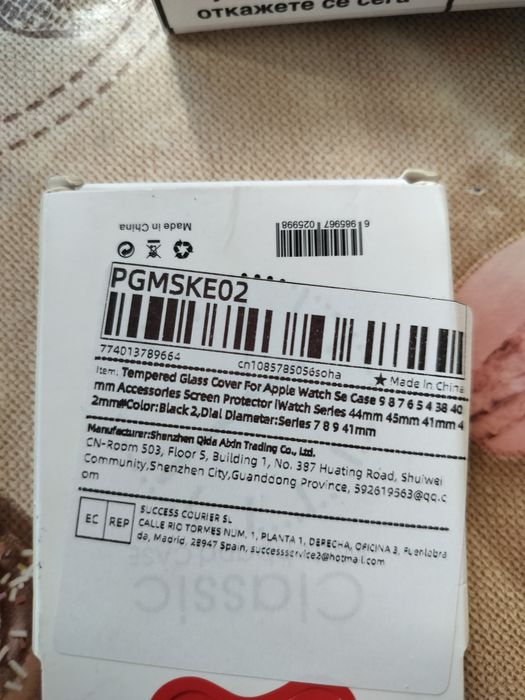 откажете се сега
Made in China
6 985967 025998
PGMSKE02
774013789664 cn1085785056soha ★ Made in China
Item: Tempered Glass Cover For Apple Watch Se Case 9 8 7 6 5 4 38 40
mm Accessories Screen Protector iWatch Series 44mm 45mm 41mm 4
2mm#Color:Black 2,Dial Diameter:Series 7 8 9 41mm
Manufacturer:Shenzhen Qida Abin Trading Co., Ltd.
CN-Room 503, Floor 5, Building 1, No. 387 Huating Road, Shuiwei
Community,Shenzhen City,Guandoong Province, 592619563@qq.c
om
EC REP
SUCCESS COURIER SL
CALLE RIO TORMES NUM. 1, PLANTA 1, DERECHA, OFICINA 3, Fuenlabra
da, Madrid, 28947 Spain, successservice2@hotmail.com
Classic